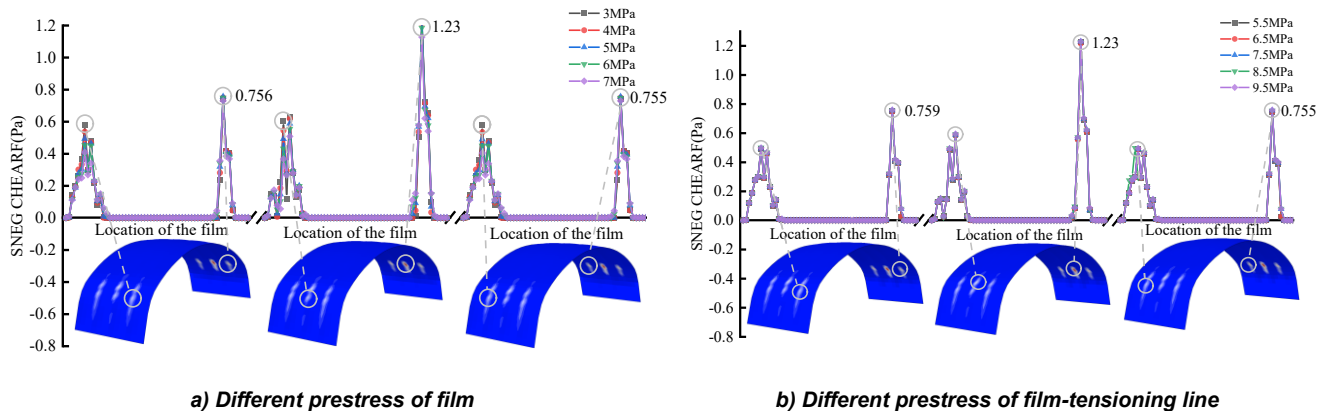 SNEG CHEARF(Pa)
1.2
1.0
0.8
0.6
0.4
0.2
0.0
-0.2
-0.4
-0.6
-0.8
3MPa
4MPa
5MPa
6MPa
7MPa
0.756
1.23
0.755
Location of the film
Location of the film
Location of the film
a) Different prestress of film
SNEG CHEARF(Pa)
1.2
1.0
0.8
0.6
0.4
0.2
0.0
-0.2
-0.4
-0.6
-0.8
5.5MPa
6.5MPa
7.5MPa
8.5MPa
9.5MPa
0.759
1.23
0.755
Location of the film
Location of the film
Location of the film
b) Different prestress of film-tensioning line